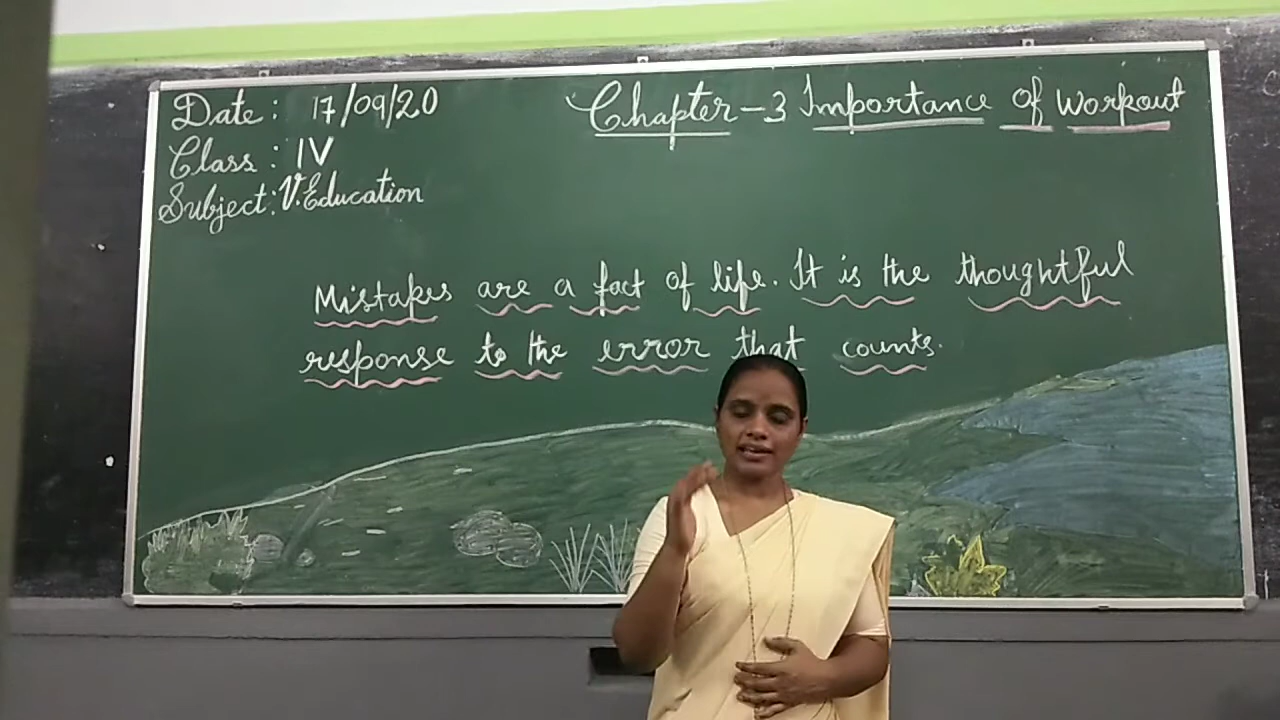 Date: 17/09/20
Chapter-3 Importance of Workout
Class: IV
Subject: V.Education
Mistakes are a fact of life. It is the thoughtful
response to the error that counts.